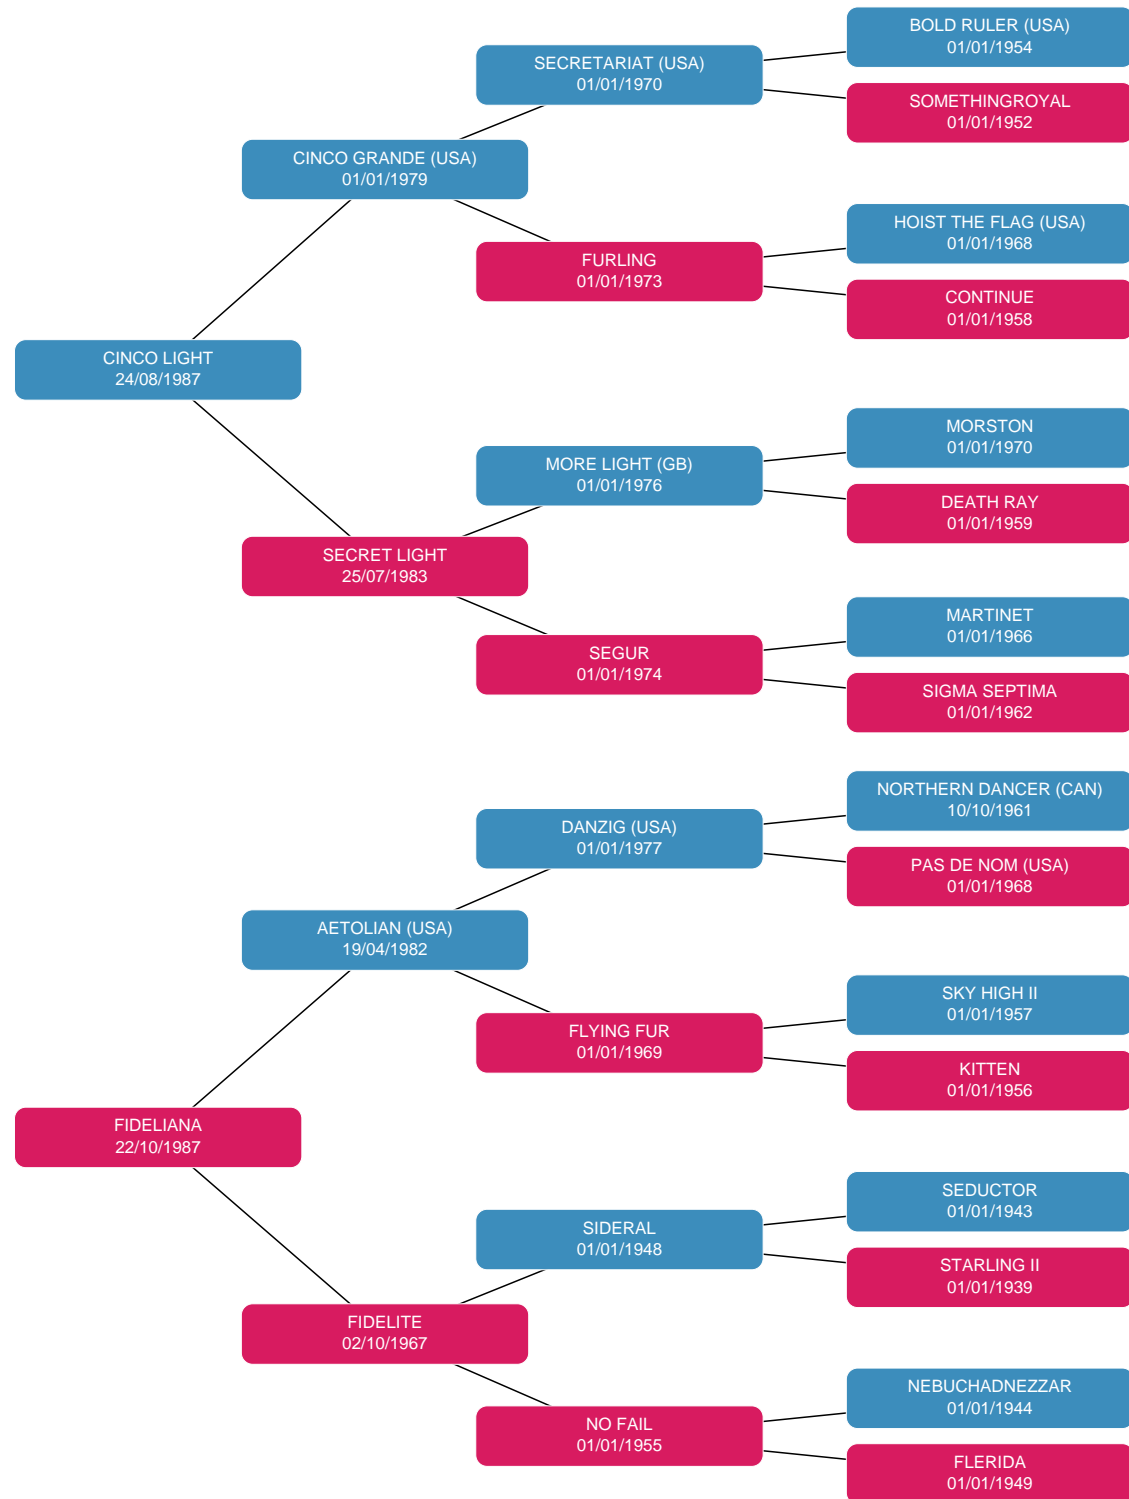 BOLD RULER (USA)
01/01/1954
SECRETARIAT (USA)
01/01/1970
SOMETHINGROYAL
01/01/1952
CINCO GRANDE (USA)
01/01/1979
HOIST THE FLAG (USA)
01/01/1968
FURLING
01/01/1973
CONTINUE
01/01/1958
CINCO LIGHT
24/08/1987
MORSTON
01/01/1970
MORE LIGHT (GB)
01/01/1976
DEATH RAY
01/01/1959
SECRET LIGHT
25/07/1983
MARTINET
01/01/1966
SEGUR
01/01/1974
SIGMA SEPTIMA
01/01/1962
NORTHERN DANCER (CAN)
10/10/1961
DANZIG (USA)
01/01/1977
PAS DE NOM (USA)
01/01/1968
AETOLIAN (USA)
19/04/1982
SKY HIGH II
01/01/1957
FLYING FUR
01/01/1969
KITTEN
01/01/1956
FIDELIANA
22/10/1987
SEDUCTOR
01/01/1943
SIDERAL
01/01/1948
STARLING II
01/01/1939
FIDELITE
02/10/1967
NEBUCHADNEZZAR
01/01/1944
NO FAIL
01/01/1955
FLERIDA
01/01/1949